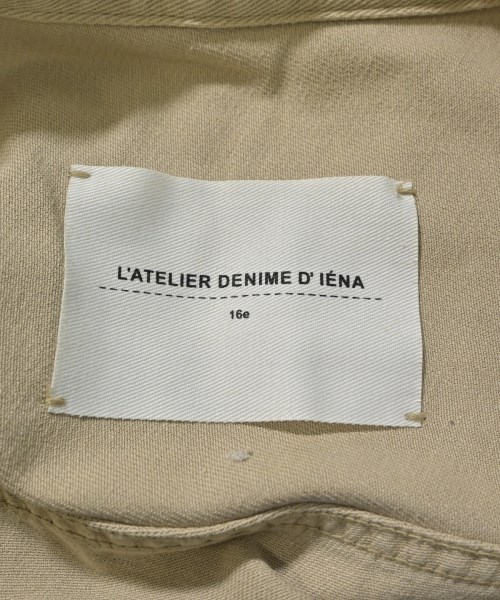 L'ATELIER DENIME D' IÉNA
16e